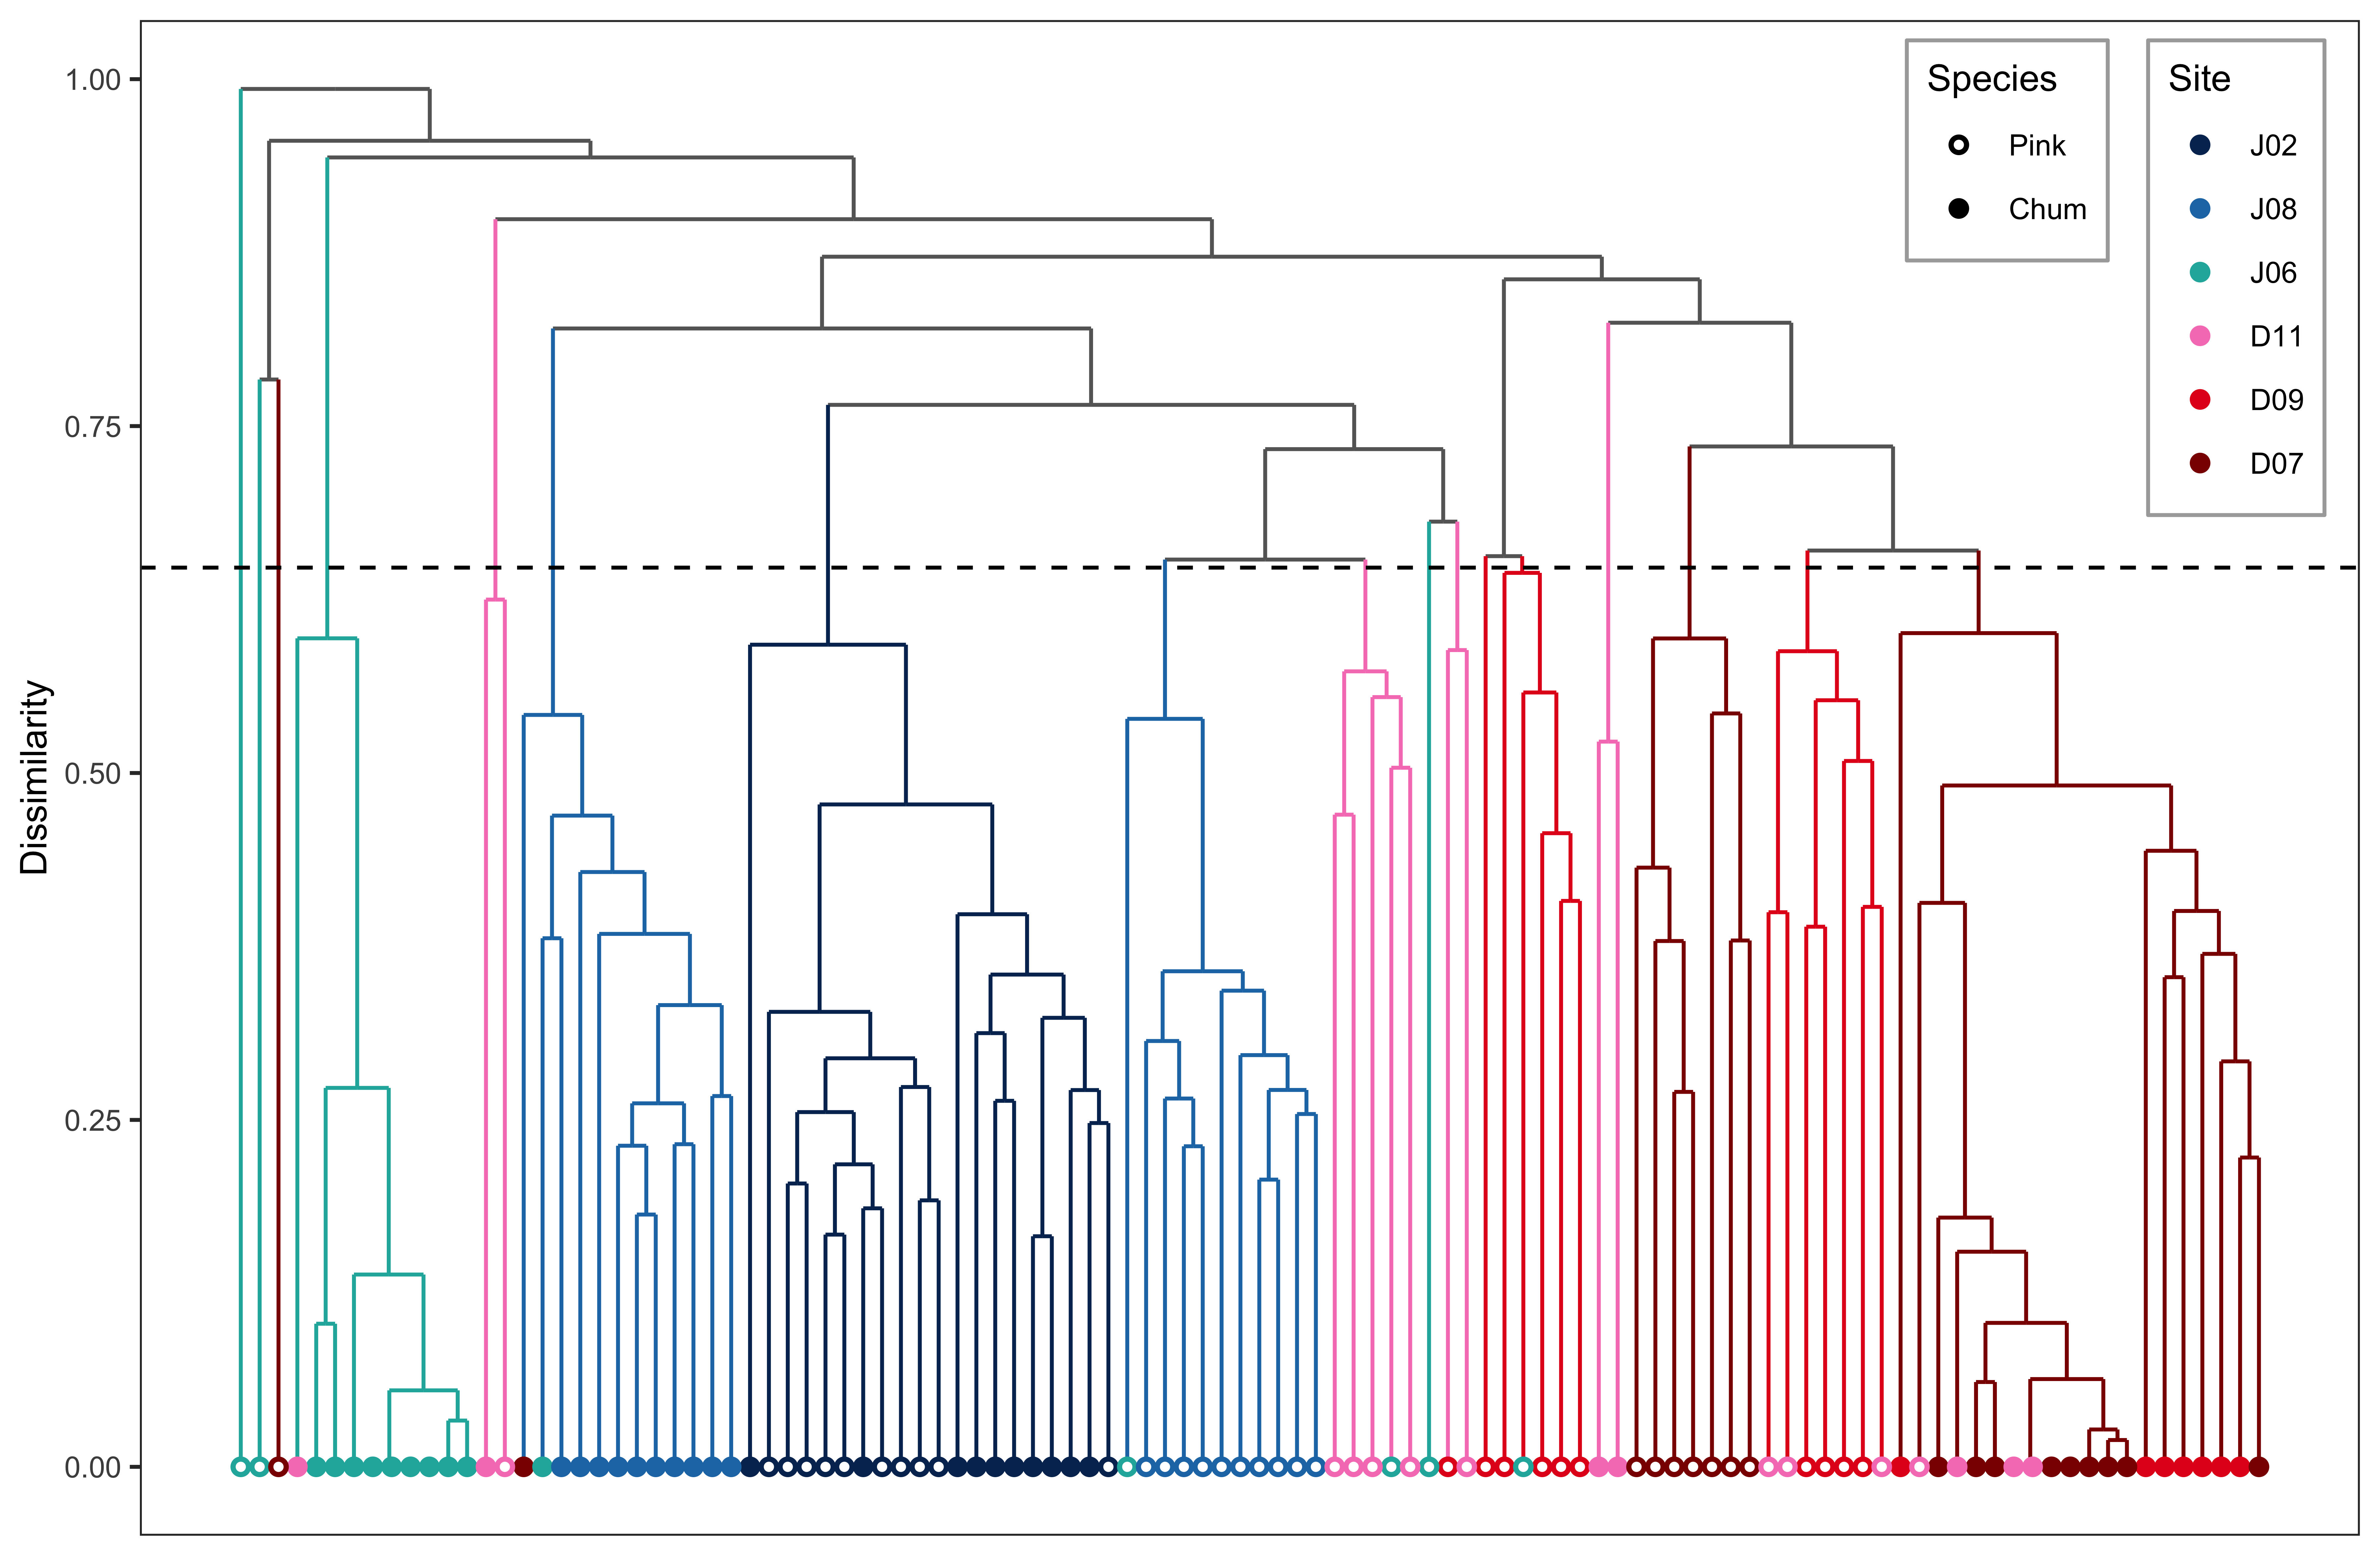 Dissimilarity
1.00
0.75
0.50
0.25
0.00
Species
Pink
Chum
Site
J02
J08
J06
D11
D09
D07